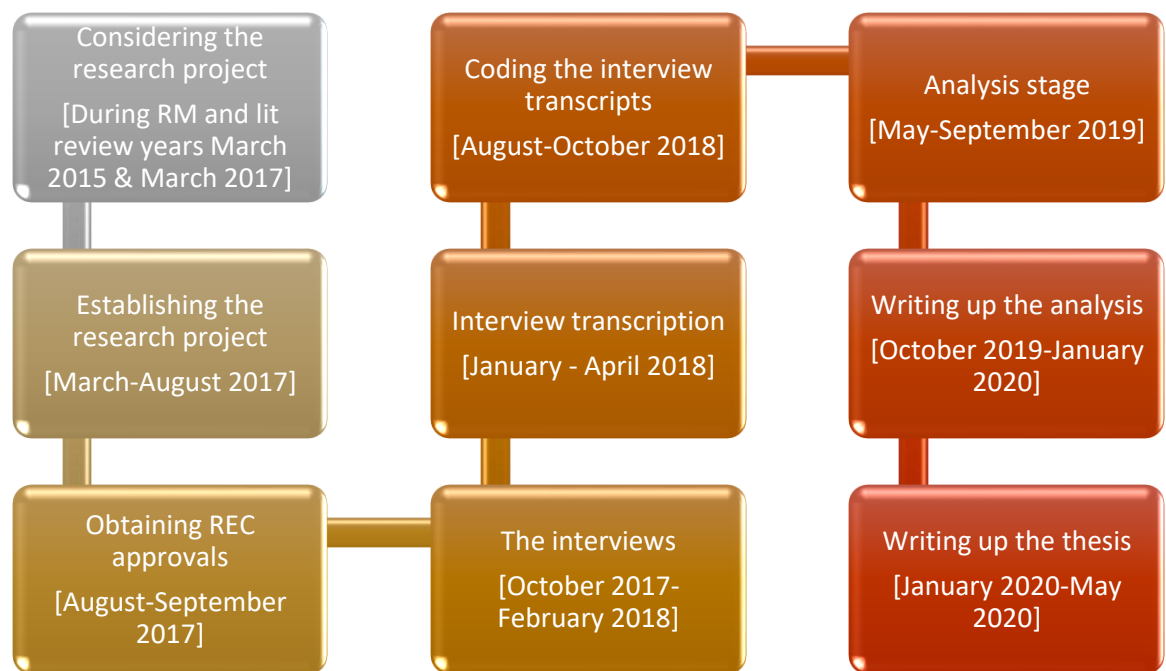 Considering the
research project
[During RM and lit
review years March
2015 & March 2017]
Establishing the
research project
[March-August 2017]
Obtaining REC
approvals
[August-September
2017]
The interviews
[October 2017-
February 2018]
Interview transcription
[January - April 2018]
Coding the interview
transcripts
[August-October 2018]
Analysis stage
[May-September 2019]
Writing up the analysis
[October 2019-January
2020]
Writing up the thesis
[January 2020-May
2020]